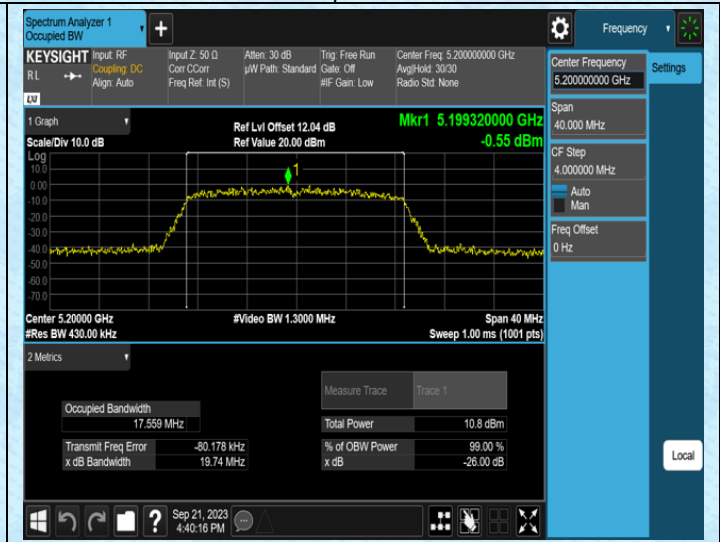 Spectrum Analyzer 1
Occupied BW
Frequency
KEYSIGHT
RL
LXI
Input: RF
Coupling: DC
Align: Auto
Input Z: 50 Ω
Corr CCorr
Freq Ref: Int (S)
Atten: 30 dB
µW Path: Standard
Trig: Free Run
Gate: Off
#IF Gain: Low
Center Freq: 5.200000000 GHz
Avg|Hold: 30/30
Radio Std: None
Center Frequency
5.200000000 GHz
Settings
Span
40.000 MHz
CF Step
4.000000 MHz
Auto
Man
Freq Offset
0 Hz
1 Graph
Scale/Div 10.0 dB
Ref Lvl Offset 12.04 dB
Ref Value 20.00 dBm
Mkr1 5.199320000 GHz
-0.55 dBm
Log
10.0
0.00
-10.0
-20.0
-30.0
-40.0
-50.0
-60.0
-70.0
1
Center 5.20000 GHz
#Res BW 430.00 kHz
#Video BW 1.3000 MHz
Span 40 MHz
Sweep 1.00 ms (1001 pts)
2 Metrics
Measure Trace Trace 1
Occupied Bandwidth
17.559 MHz
Total Power 10.8 dBm
Transmit Freq Error -80.178 kHz
% of OBW Power 99.00 %
x dB Bandwidth 19.74 MHz
x dB -26.00 dB
Local
Sep 21, 2023
4:40:16 PM